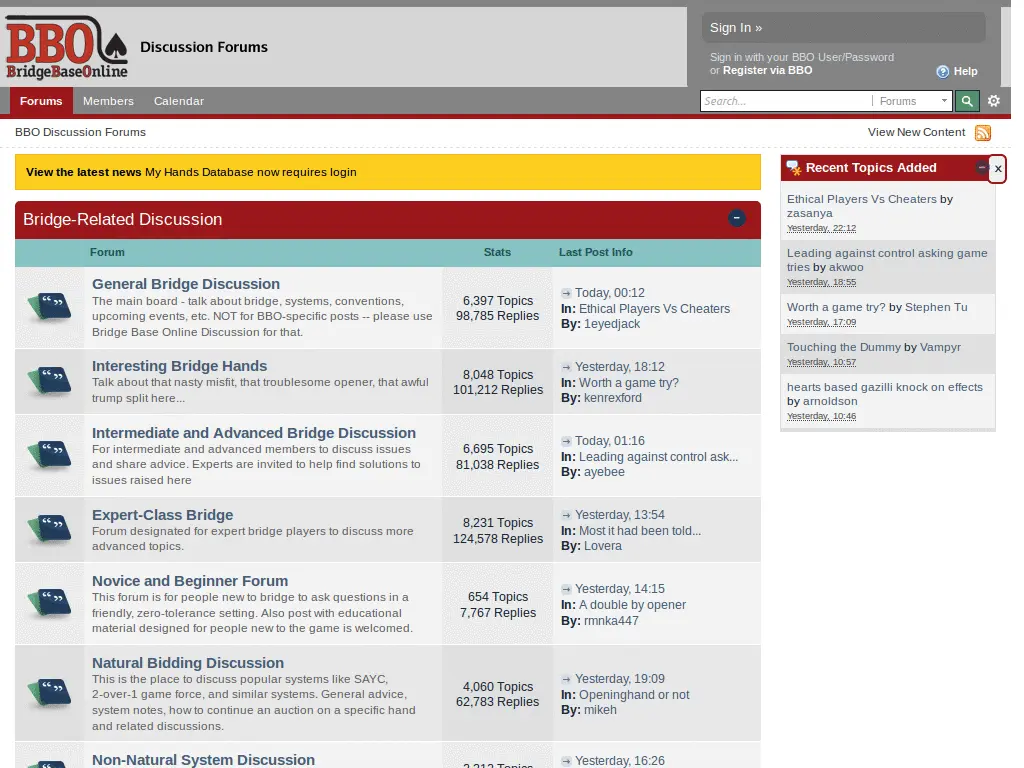 BBO
BridgeBaseOnline
Discussion Forums
Sign In »
Sign in with your BBO User/Password
or Register via BBO
Help
Forums
Members
Calendar
Search...
Forums
BBO Discussion Forums
View New Content
View the latest news My Hands Database now requires login
Bridge-Related Discussion
Forum
Stats
Last Post Info
General Bridge Discussion
The main board - talk about bridge, systems, conventions,
upcoming events, etc. NOT for BBO-specific posts -- please use
Bridge Base Online Discussion for that.
6,397 Topics
98,785 Replies
Today, 00:12
In: Ethical Players Vs Cheaters
By: 1eyedjack
Interesting Bridge Hands
Talk about that nasty misfit, that troublesome opener, that awful
trump split here...
8,048 Topics
101,212 Replies
Yesterday, 18:12
In: Worth a game try?
By: kenrexford
Intermediate and Advanced Bridge Discussion
For intermediate and advanced members to discuss issues
and share advice. Experts are invited to help find solutions to
issues raised here
6,695 Topics
81,038 Replies
Today, 01:16
In: Leading against control ask...
By: ayebee
Expert-Class Bridge
Forum designated for expert bridge players to discuss more
advanced topics.
8,231 Topics
124,578 Replies
Yesterday, 13:54
In: Most it had been told...
By: Lovera
Novice and Beginner Forum
This forum is for people new to bridge to ask questions in a
friendly, zero-tolerance setting. Also post with educational
material designed for people new to the game is welcomed.
654 Topics
7,767 Replies
Yesterday, 14:15
In: A double by opener
By: rmnka447
Natural Bidding Discussion
This is the place to discuss popular systems like SAYC,
2-over-1 game force, and similar systems. General advice,
system notes, how to continue an auction on a specific hand
and related discussions.
4,060 Topics
62,783 Replies
Yesterday, 19:09
In: Openinghand or not
By: mikeh
Non-Natural System Discussion
Yesterday, 16:26
Recent Topics Added
x
Ethical Players Vs Cheaters by
zasanya
Yesterday, 22:12
Leading against control asking game
tries by akwoo
Yesterday, 18:55
Worth a game try? by Stephen Tu
Yesterday, 17:09
Touching the Dummy by Vampyr
Yesterday, 10:57
hearts based gazilli knock on effects
by arnoldson
Yesterday, 10:46